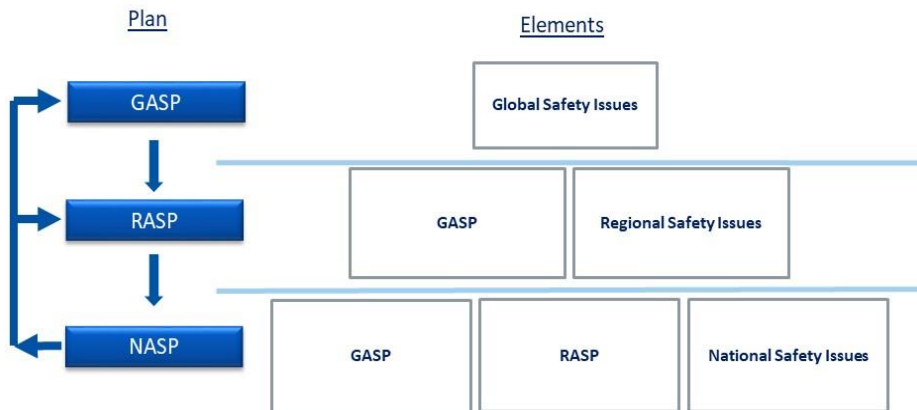 Plan
Elements
GASP
Global Safety Issues
RASP
GASP
Regional Safety Issues
NASP
GASP
RASP
National Safety Issues